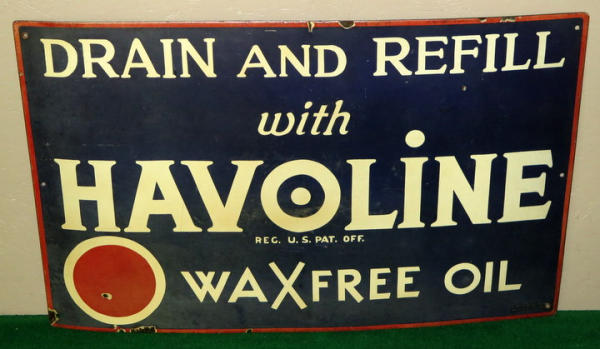 DRAIN AND REFILL
with
HAVOLiNE
REG. U.S. PAT. OFF.
WAXFREE OIL